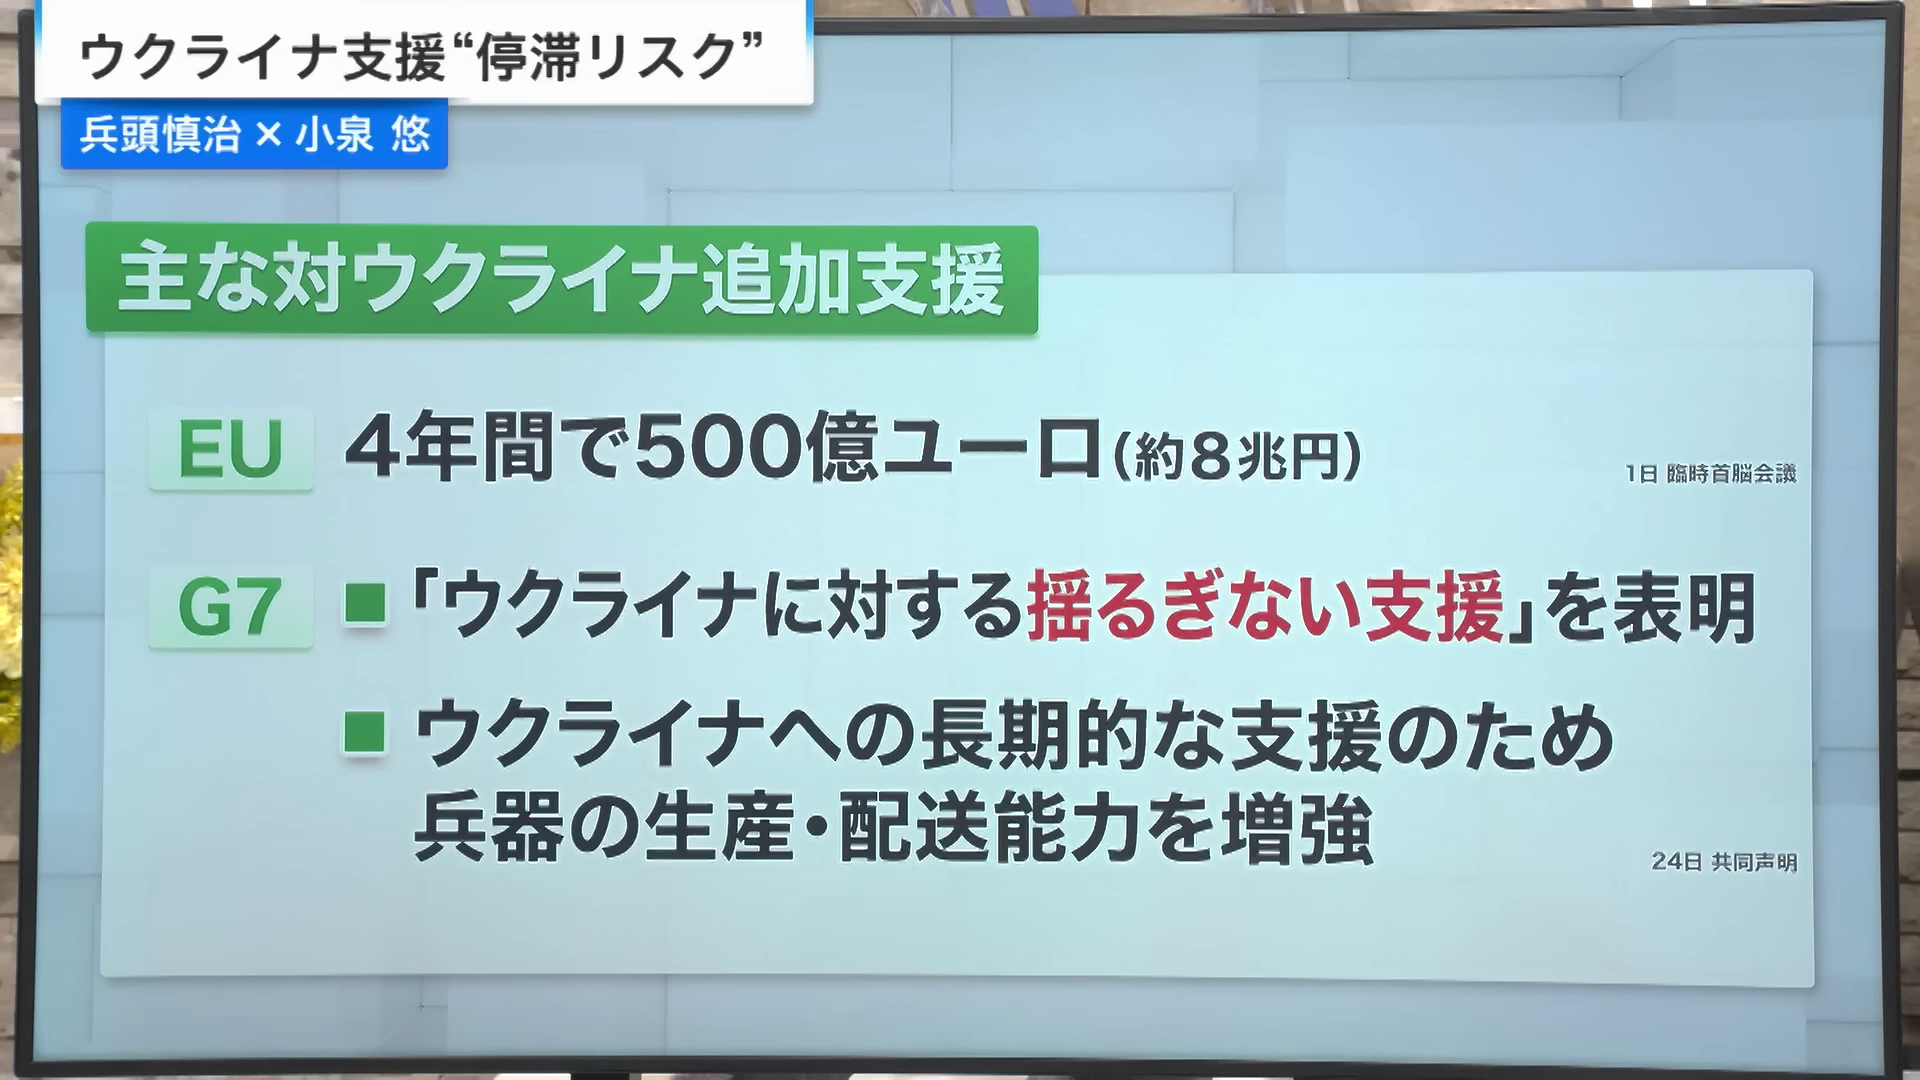 ウクライナ支援“停滞リスク”
兵頭慎治×小泉 悠
主な対ウクライナ追加支援
EU 4年間で500億ユーロ(約8兆円)
1日 臨時首脳会議
G7 ■「ウクライナに対する揺るぎない支援」を表明
■ウクライナへの長期的な支援のため
兵器の生産・配送能力を増強
24日 共同声明